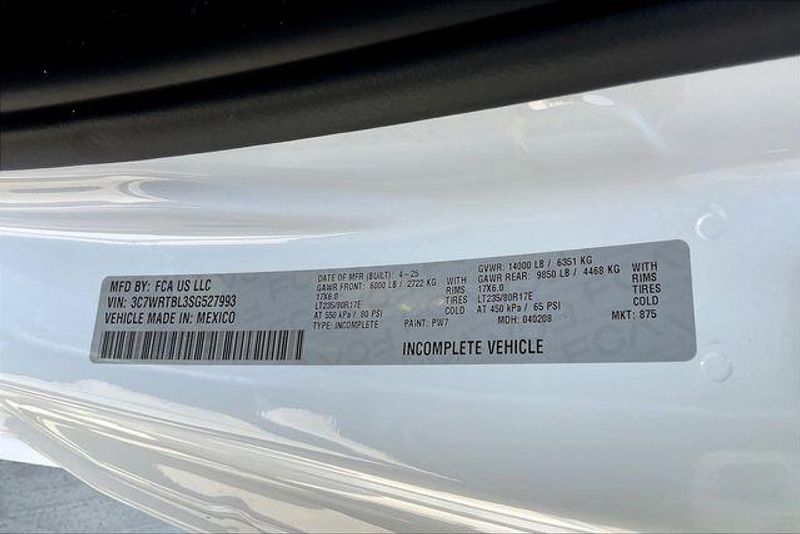 MFD BY: FCA US LLC
VIN: 3C7WRTBL3SG527993
VEHICLE MADE IN: MEXICO
DATE OF MFR (BUILT): 4-25
GAWR FRONT: 6000 LB / 2722 KG WITH
17X6.0 RIMS
LT235/80R17E TIRES
AT 550 kPa / 80 PSI COLD
TYPE: INCOMPLETE PAINT: PW7
GVWR: 14000 LB / 6351 KG
GAWR REAR: 9850 LB / 4468 KG WITH
17X6.0 RIMS
LT235/80R17E TIRES
AT 450 kPa / 65 PSI COLD
MDH: 040208 MKT: 875
INCOMPLETE VEHICLE